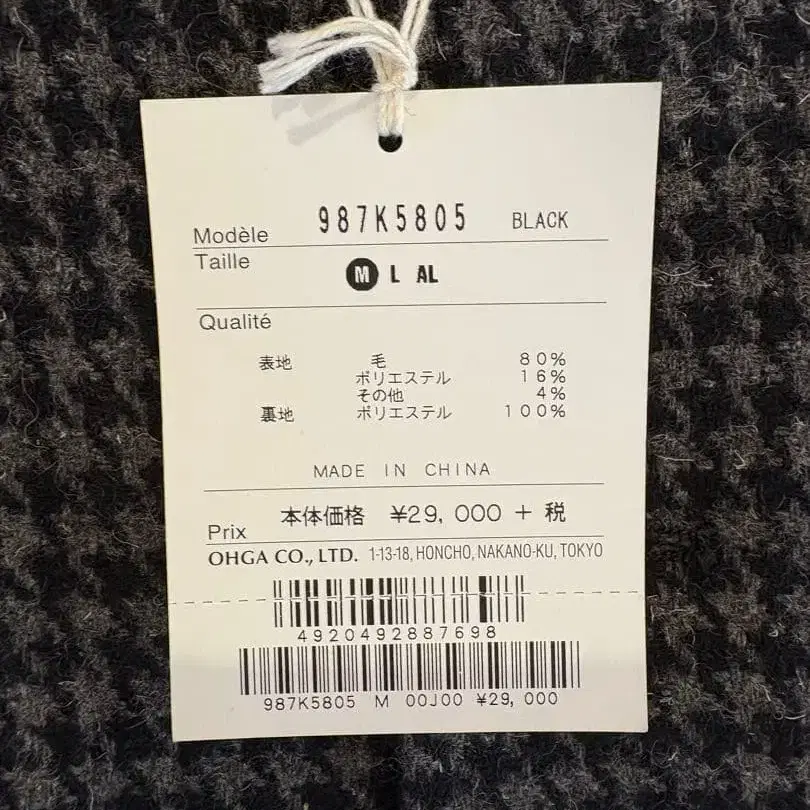 Modèle 987K5805 BLACK
Taille
M L AL
Qualité
表地 毛 80%
ポリエステル 16%
その他 4%
裏地 ポリエステル 100%
MADE IN CHINA
Prix 本体価格 ¥29,000 + 税
OHGA CO., LTD. 1-13-18, HONCHO, NAKANO-KU, TOKYO
4920492887698
987K5805 M 00J00 ¥29,000